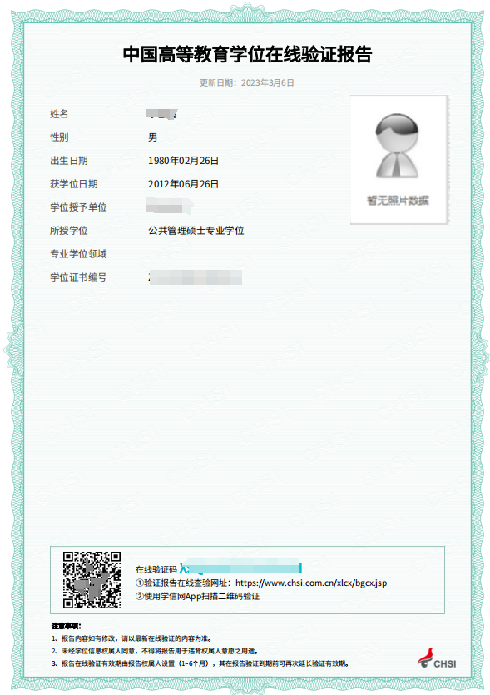 中国高等教育学位在线验证报告
更新日期：2023年3月6日
姓名
性别 男
出生日期 1980年02月26日
获学位日期 2012年06月26日
学位授予单位
所授学位 公共管理硕士专业学位
专业学位领域
学位证书编号
暂无照片数据
在线验证码
①验证报告在线查验网址：https://www.chsi.com.cn/xlcx/bgcx.jsp
②使用学信网App扫描二维码验证
注意事项：
1、报告内容如有修改，请以最新在线验证的内容为准。
2、未经学位信息权属人同意，不得将报告用于违背权属人意愿之用途。
3、报告在线验证有效期由报告权属人设置（1-6个月），其在报告验证到期前可再次延长验证有效期。
CHSI